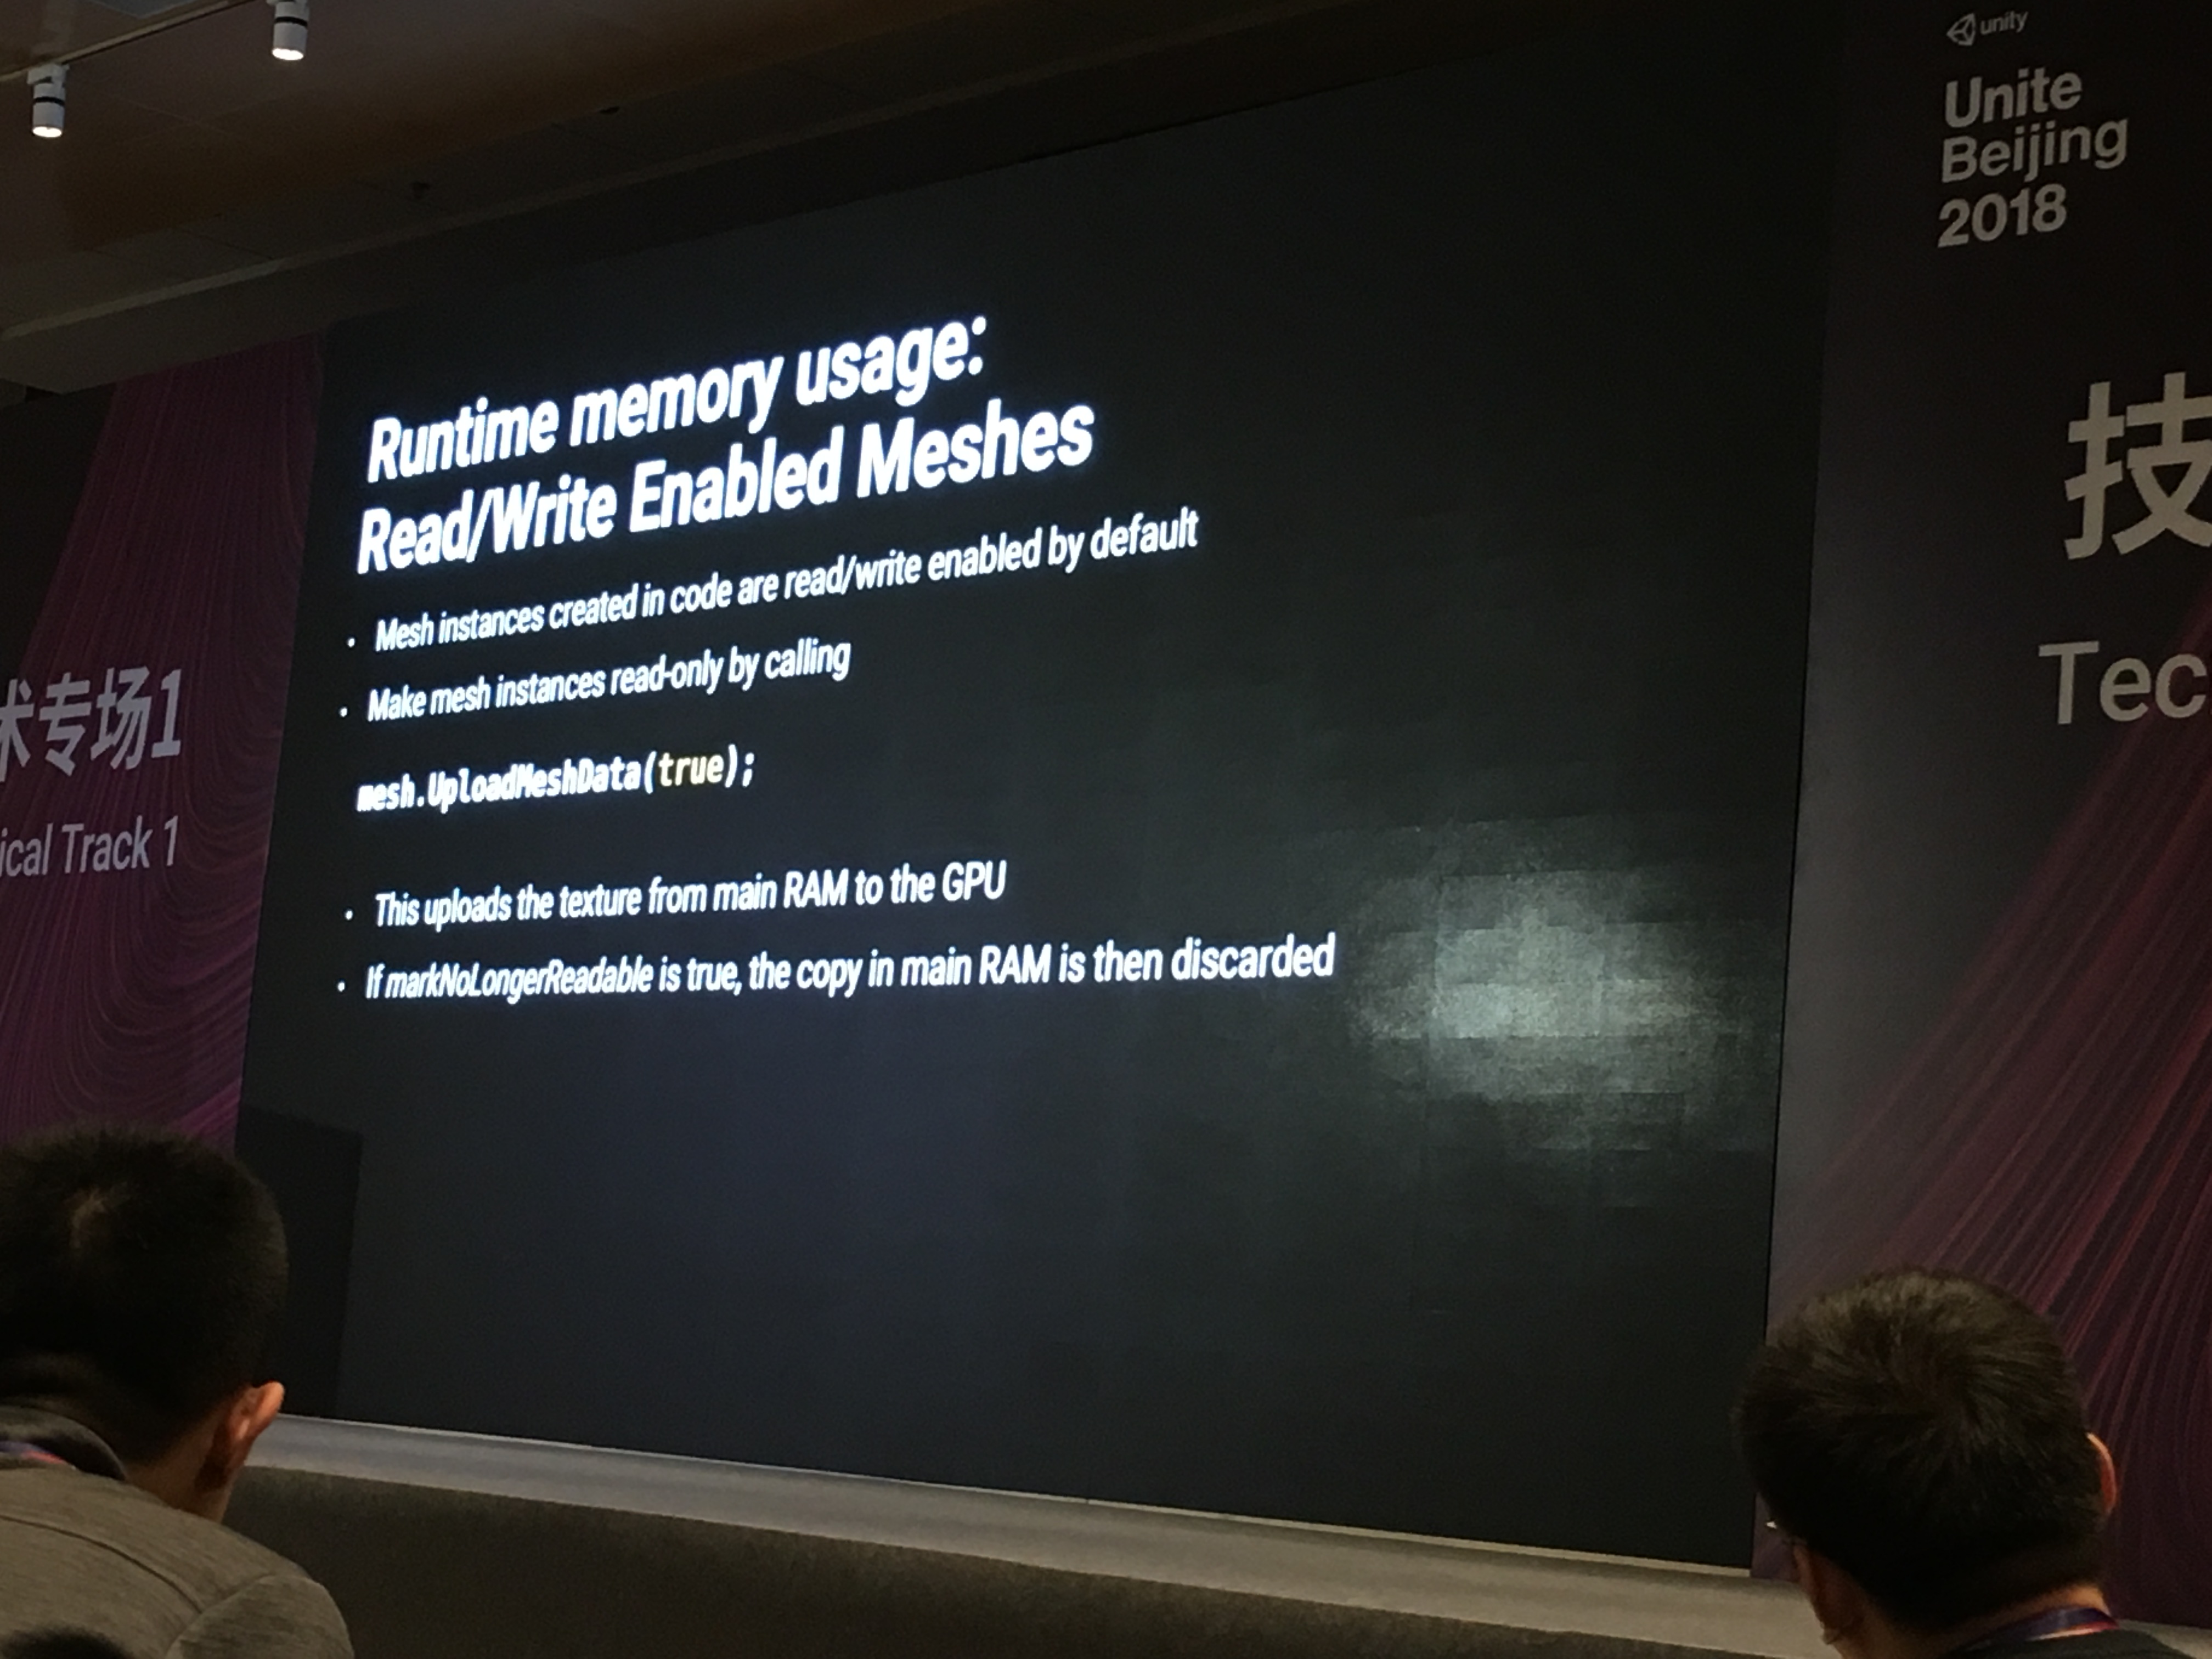 unity
Unite
Beijing
2018
技
Tec
术专场1
ical Track 1
Runtime memory usage:
Read/Write Enabled Meshes
• Mesh instances created in code are read/write enabled by default
• Make mesh instances read-only by calling
mesh.UploadMeshData(true);
• This uploads the texture from main RAM to the GPU
• If markNoLongerReadable is true, the copy in main RAM is then discarded